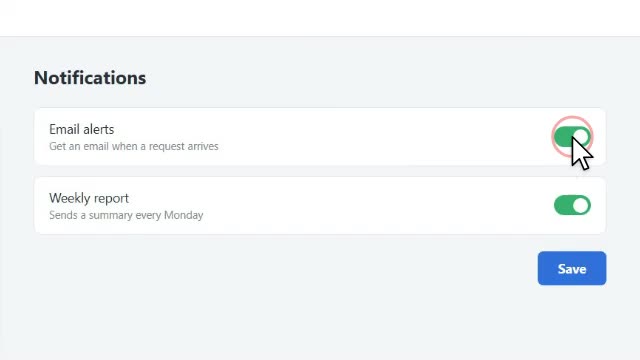 Notifications
Email alerts
Get an email when a request arrives
Weekly report
Sends a summary every Monday
Save